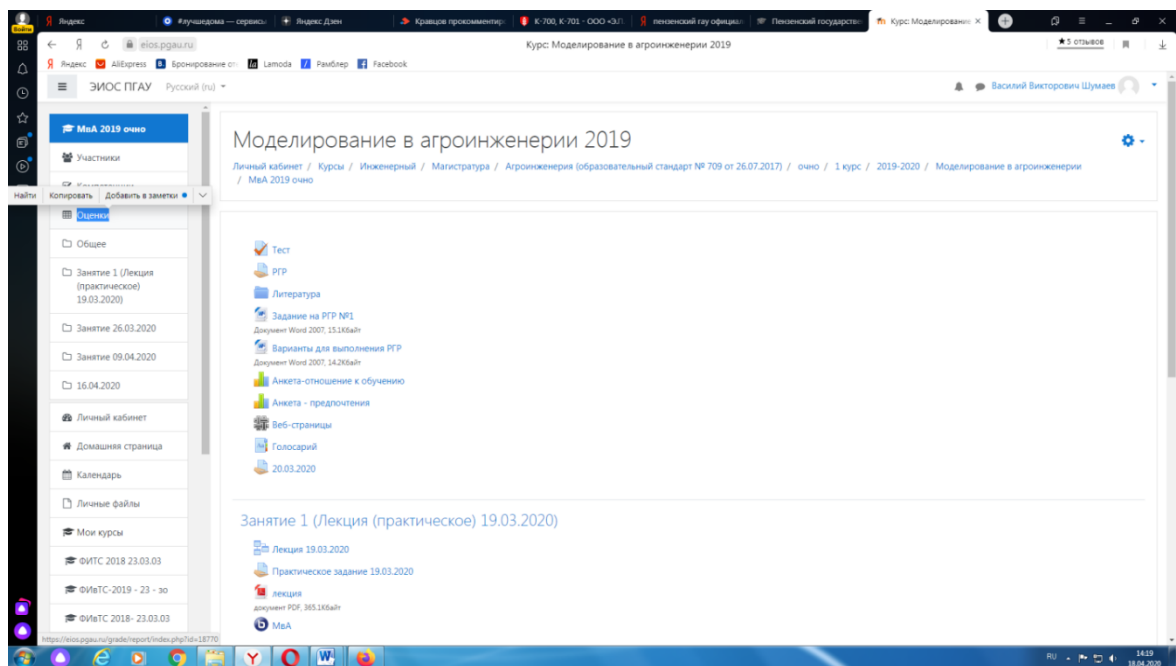 Войти
Яндекс
#лучшедома — сервисы
Яндекс Дзен
Кравцов прокомментир
К-700, К-701 - ООО «ЭЛ
пензенский гау официал
Пензенский государстве
Курс: Моделирование
eios.pgau.ru
Курс: Моделирование в агроинженерии 2019
★ 5 отзывов
Яндекс
AliExpress
Бронирование оте
Lamoda
Рамблер
Facebook
ЭИОС ПГАУ Русский (ru)
Василий Викторович Шумаев
МвА 2019 очно
Участники
Найти Копировать Добавить в заметки
Оценки
Общее
Занятие 1 (Лекция
(практическое)
19.03.2020)
Занятие 26.03.2020
Занятие 09.04.2020
16.04.2020
Личный кабинет
Домашняя страница
Календарь
Личные файлы
Мои курсы
ФИТС 2018 23.03.03
ФИвТС-2019 - 23 - зо
ФИвТС 2018- 23.03.03
Моделирование в агроинженерии 2019
Личный кабинет / Курсы / Инженерный / Магистратура / Агроинженерия (образовательный стандарт № 709 от 26.07.2017) / очно / 1 курс / 2019-2020 / Моделирование в агроинженерии
/ МвА 2019 очно
Тест
РГР
Литература
Задание на РГР №1
Документ Word 2007, 15.1Кбайт
Варианты для выполнения РГР
Документ Word 2007, 14.2Кбайт
Анкета-отношение к обучению
Анкета - предпочтения
Веб-страницы
Голосарий
20.03.2020
Занятие 1 (Лекция (практическое) 19.03.2020)
Лекция 19.03.2020
Практическое задание 19.03.2020
лекция
документ PDF, 365.1Кбайт
МвА
https://eios.pgau.ru/grade/report/index.php?id=18770
RU
14:19
18.04.2020